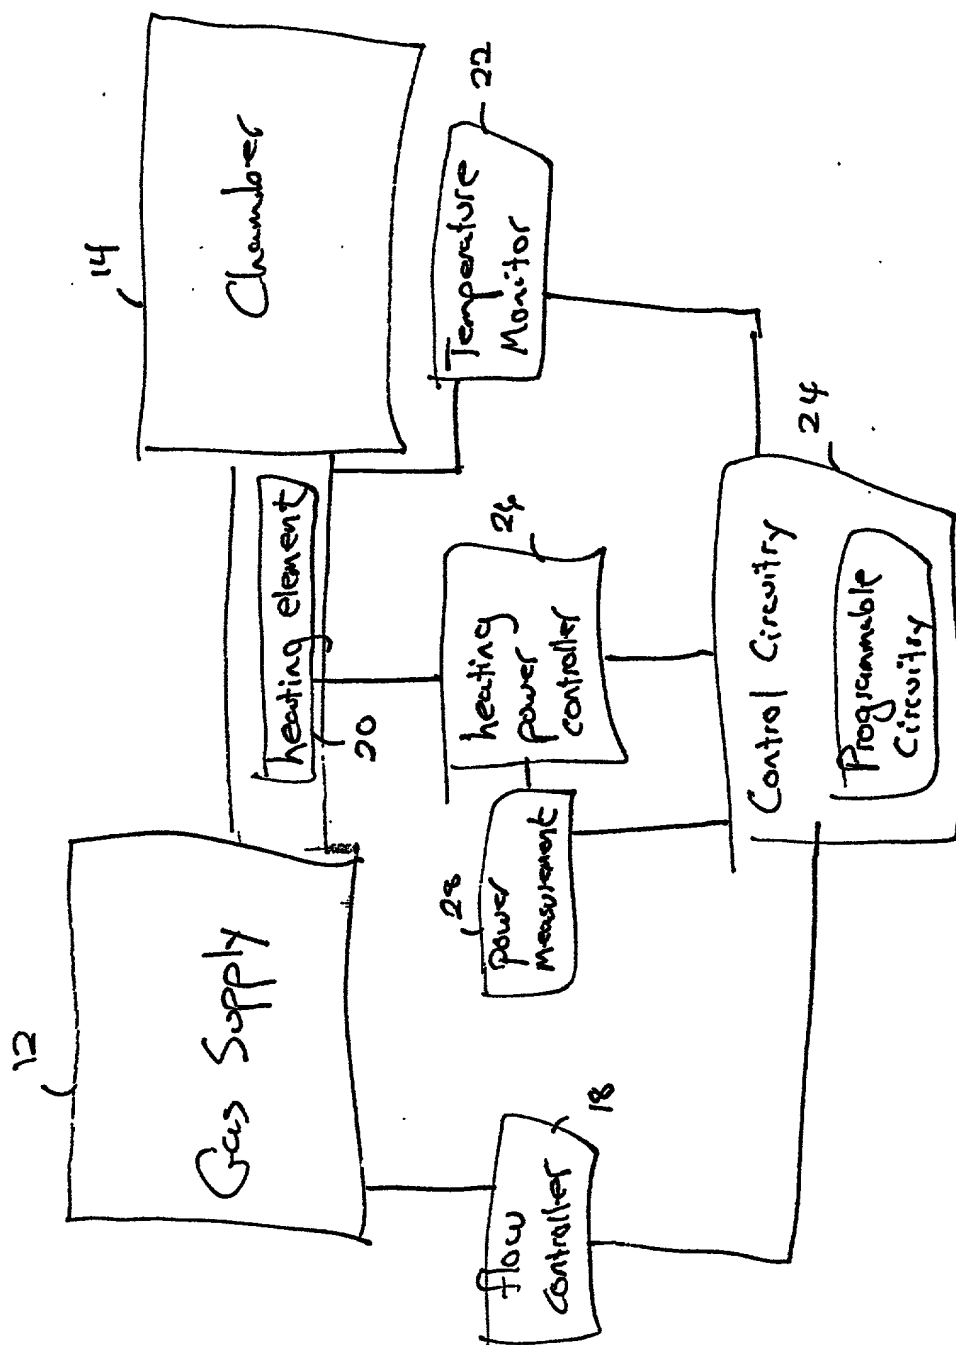 12
14
Gas Supply
heating element
Chamber
20
22
Temperature
Monitor
28
26
heating
power
controller
power
Measurement
flow
controller
18
24
Control Circuitry
Programmable
Circuitry